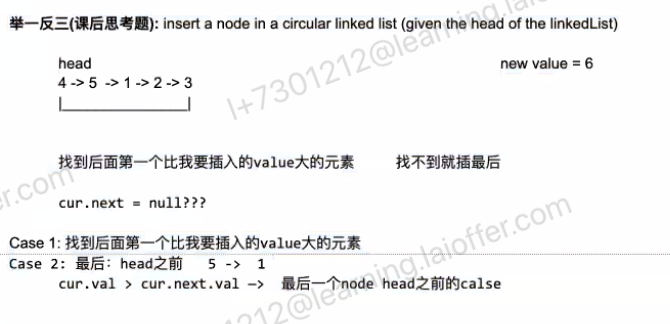 举一反三(课后思考题): insert a node in a circular linked list (given the head of the linkedList)
head new value = 6
4 -> 5 -> 1 -> 2 -> 3
|_______________|
找到后面第一个比我要插入的value大的元素 找不到就插最后
cur.next = null???
Case 1: 找到后面第一个比我要插入的value大的元素
Case 2: 最后: head之前 5 -> 1
cur.val > cur.next.val —> 最后一个node head之前的calse
l+7301212@learning.lai
er.com
1212@learning.laioffer.com